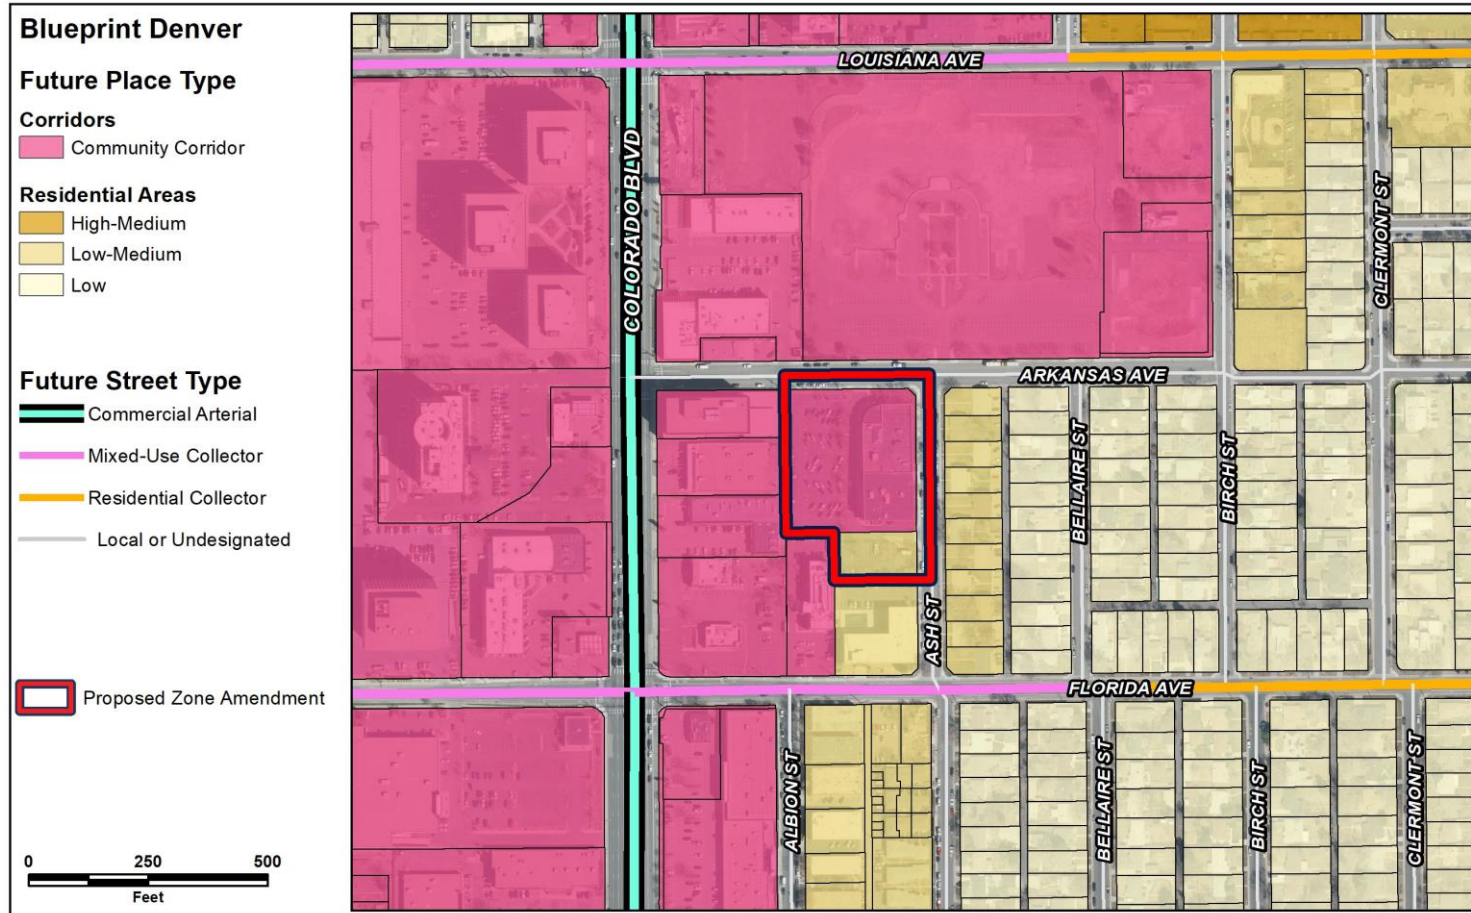 Blueprint Denver
Future Place Type
Corridors
Community Corridor
Residential Areas
High-Medium
Low-Medium
Low
Future Street Type
Commercial Arterial
Mixed-Use Collector
Residential Collector
Local or Undesignated
Proposed Zone Amendment
0 250 500
Feet
LOUISIANA AVE
COLORADO BLVD
CLERMONT ST
ARKANSAS AVE
BELLAIRE ST
BIRCH ST
ASH ST
FLORIDA AVE
ALBION ST
BELLAIRE ST
BIRCH ST
CLERMONT ST